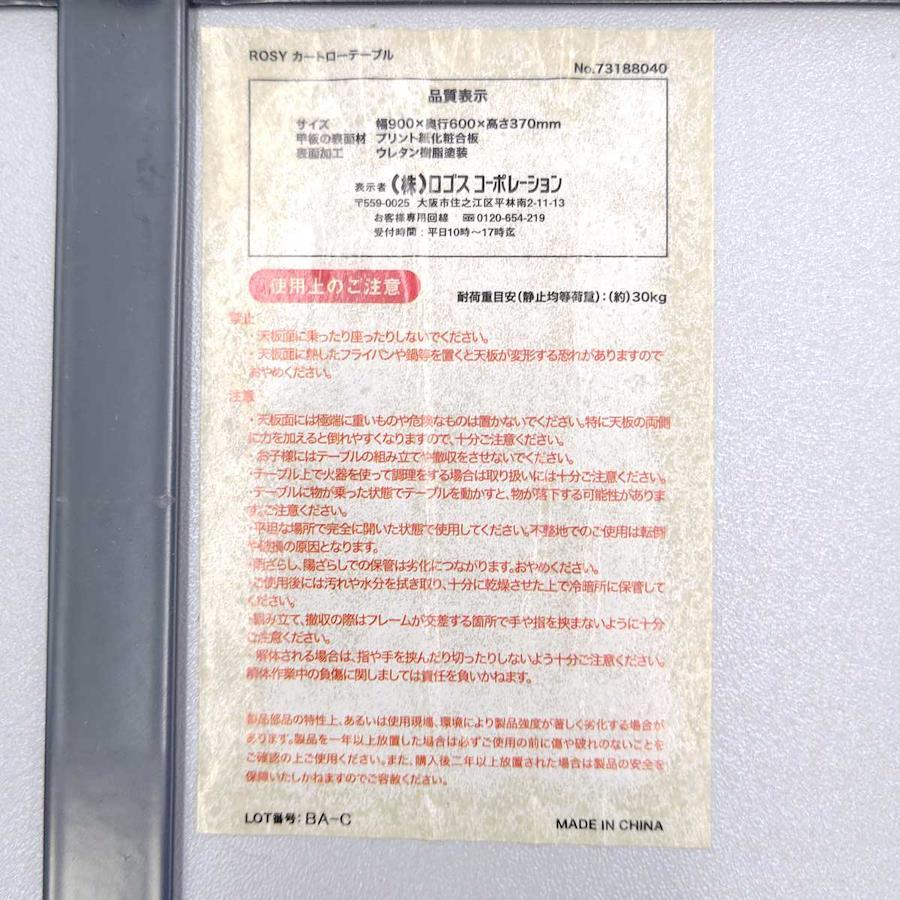 ROSY カートローテーブル
No.73188040
品質表示
サイズ 幅900×奥行600×高さ370mm
甲板の表面材 プリント紙化粧合板
表面加工 ウレタン樹脂塗装
表示者 (株)ロゴス コーポレーション
〒559-0025 大阪市住之江区平林南2-11-13
お客様専用回線 0120-654-219
受付時間:平日10時〜17時迄
使用上のご注意
耐荷重目安(静止均等荷重):(約)30kg
禁止
・天板面に乗ったり座ったりしないでください。
・天板面に熱したフライパンや鍋等を置くと天板が変形する恐れがありますので
おやめください。
注意
・天板面には極端に重いものや危険なものは置かないでください。特に天板の両側
に力を加えると倒れやすくなりますので、十分ご注意ください。
・お子様にはテーブルの組み立てや撤収をさせないでください。
・テーブル上で火器を使って調理をする場合は取り扱いには十分ご注意ください。
・テーブルに物が乗った状態でテーブルを動かすと、物が落下する可能性がありま
す。ご注意ください。
・平坦な場所で完全に開いた状態で使用してください。不整地でのご使用は転倒
や破損の原因となります。
・雨ざらし、陽ざらしでの保管は劣化につながります。おやめください。
・ご使用後には汚れや水分を拭き取り、十分に乾燥させた上で冷暗所に保管して
ください。
・組み立て、撤収の際はフレームが交差する箇所で手や指を挟まないように十分
ご注意ください。
・解体される場合は、指や手を挟んだり切ったりしないよう十分ご注意ください。
解体作業中の負傷に関しましては責任を負いかねます。
製品部品の特性上、あるいは使用現場、環境により製品強度が著しく劣化する場合が
あります。製品を一年以上放置した場合は必ずご使用の前に傷や破れのないことを
ご確認の上ご使用ください。また、購入後二年以上放置された場合は製品の安全を
保障いたしかねますのでご容赦ください。
LOT番号:BA-C
MADE IN CHINA